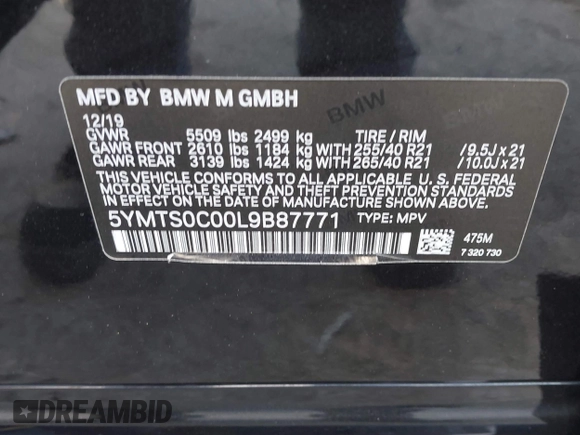 MFD BY BMW M GMBH
BMW
12/19
GVWR 5509 lbs 2499 kg TIRE / RIM
GAWR FRONT 2610 lbs 1184 kg WITH 255/40 R21 / 9.5J x 21
GAWR REAR 3139 lbs 1424 kg WITH 265/40 R21 / 10.0J x 21
THIS VEHICLE CONFORMS TO ALL APPLICABLE U. S. FEDERAL
MOTOR VEHICLE SAFETY, BUMPER, AND THEFT PREVENTION
STANDARDS IN EFFECT ON THE DATE OF MANUFACTURE SHOWN ABOVE.
5YMTS0C00L9B87771 TYPE: MPV
475M
7 320 730
DREAMBID